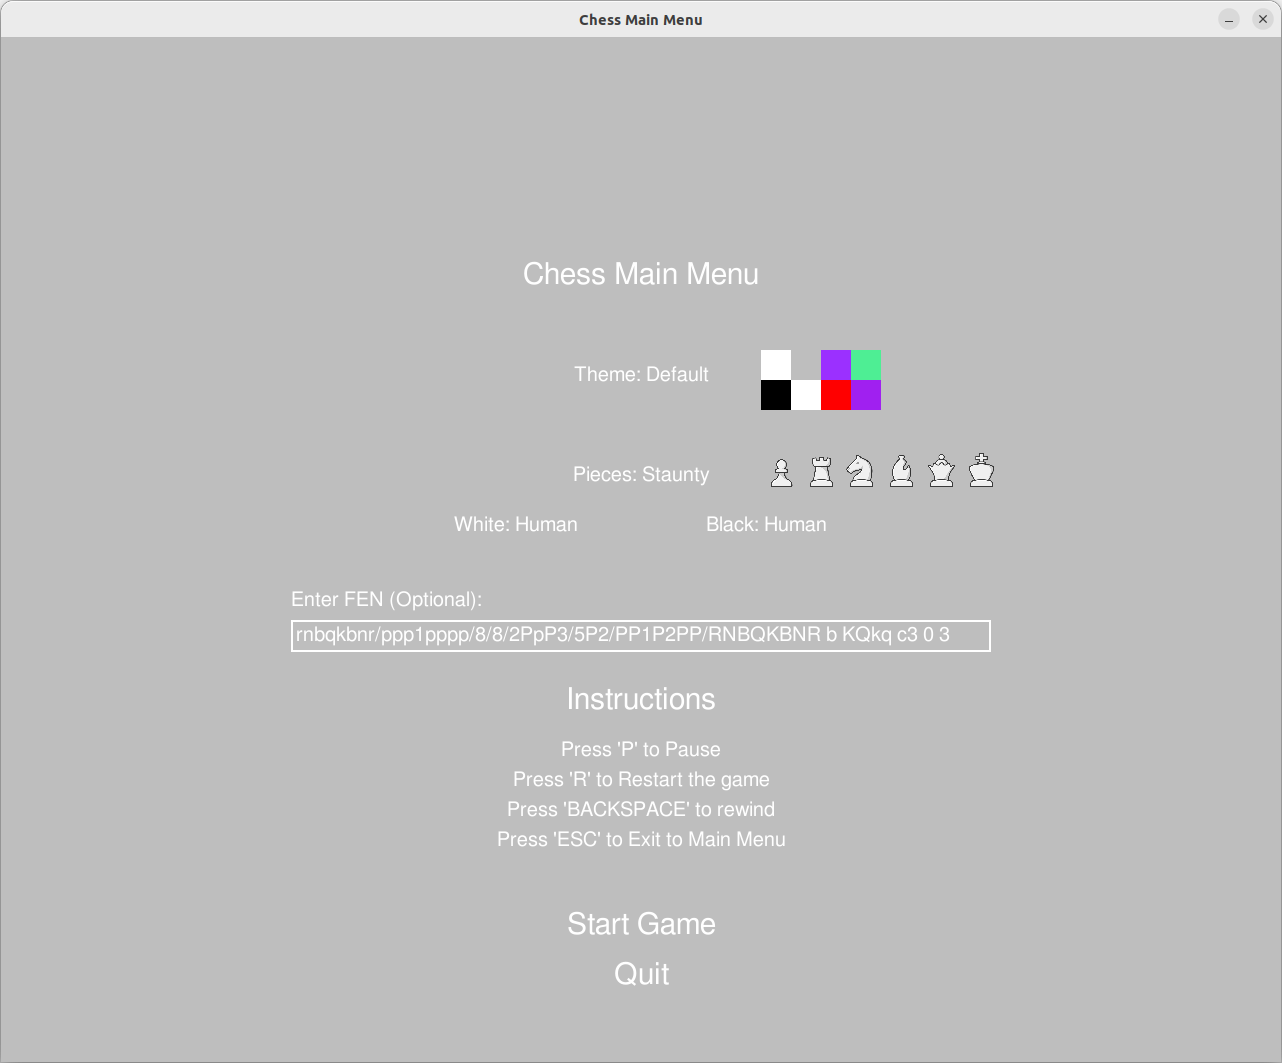 Chess Main Menu
Chess Main Menu
Theme: Default
Pieces: Staunty
White: Human Black: Human
Enter FEN (Optional):
rnbqkbnr/ppp1pppp/8/8/2PpP3/5P2/PP1P2PP/RNBQKBNR b KQkq c3 0 3
Instructions
Press 'P' to Pause
Press 'R' to Restart the game
Press 'BACKSPACE' to rewind
Press 'ESC' to Exit to Main Menu
Start Game
Quit